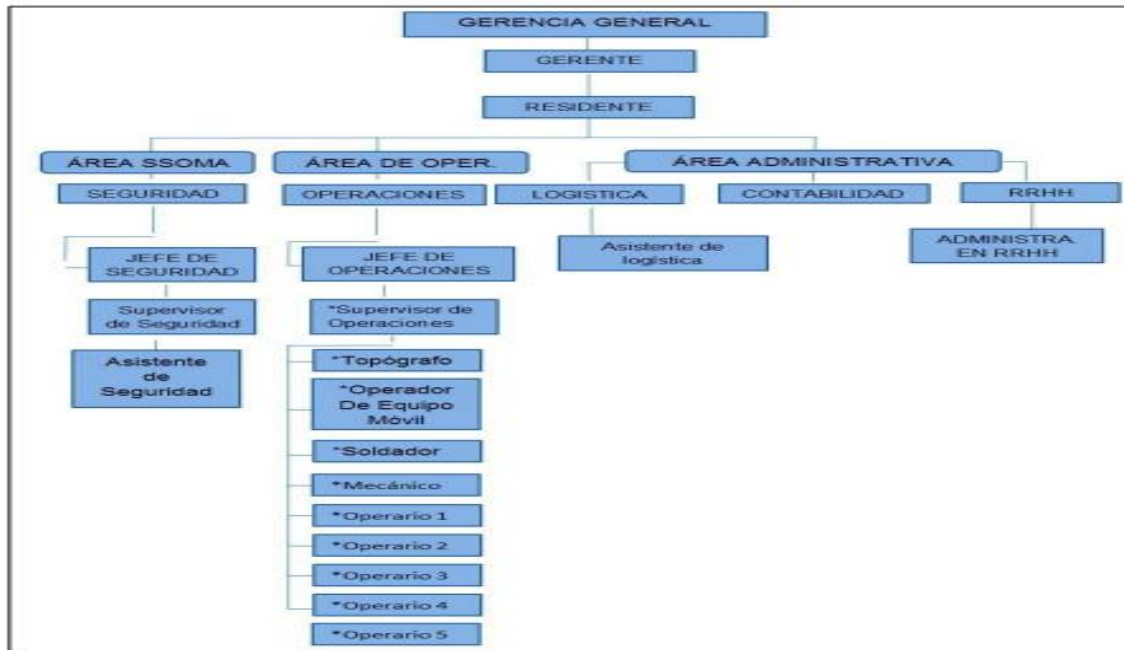 GERENCIA GENERAL
GERENTE
RESIDENTE
ÁREA SSOMA
ÁREA DE OPER.
ÁREA ADMINISTRATIVA
SEGURIDAD
OPERACIONES
LOGISTICA
CONTABILIDAD
RRHH
JEFE DE
SEGURIDAD
JEFE DE
OPERACIONES
Asistente de
logística
ADMINISTRA.
EN RRHH
Supervisor
de Seguridad
*Supervisor de
Operaciones
Asistente
de
Seguridad
*Topógrafo
*Operador
De Equipo
Móvil
*Soldador
*Mecánico
*Operario 1
*Operario 2
*Operario 3
*Operario 4
*Operario 5